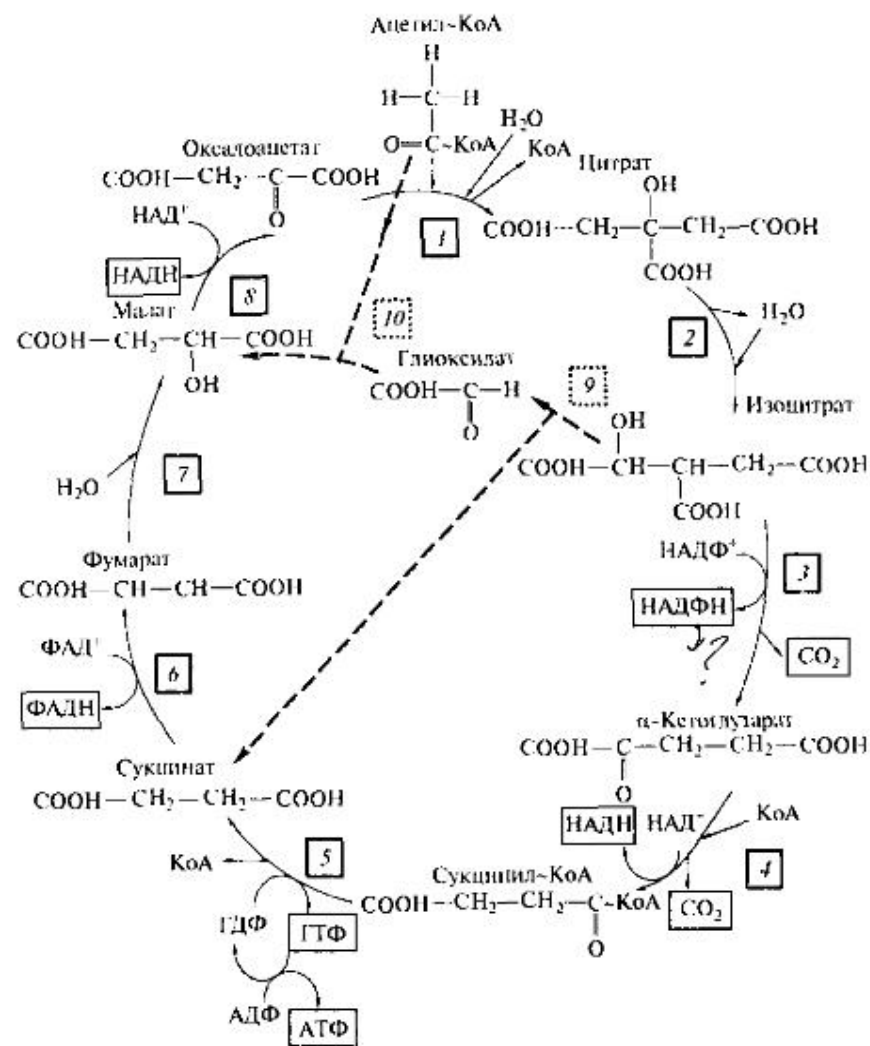 Ацетил~КоА
H
H—C—H
O=C~КоА
H₂O
КоА
Оксалоацетат
COOH—CH₂—C—COOH
O
Цитрат
OH
COOH—CH₂—C—CH₂—COOH
COOH
1
НАД⁺
НАДН
8
Малат
COOH—CH₂—CH—COOH
OH
10
Глиоксилат
COOH—C—H
O
9
2
H₂O
Изоцитрат
OH
COOH—CH—CH—CH₂—COOH
COOH
7
H₂O
НАДФ⁺
НАДФН
3
CO₂
?
Фумарат
COOH—CH—CH—COOH
ФАД⁺
ФАДН
6
α-Кетоглутарат
COOH—C—CH₂—CH₂—COOH
O
Сукцинат
COOH—CH₂—CH₂—COOH
НАДН НАД⁺
КоА
4
CO₂
КоА
5
Сукцинил~КоА
COOH—CH₂—CH₂—C~КоА
O
ГДФ
ГТФ
АДФ
АТФ